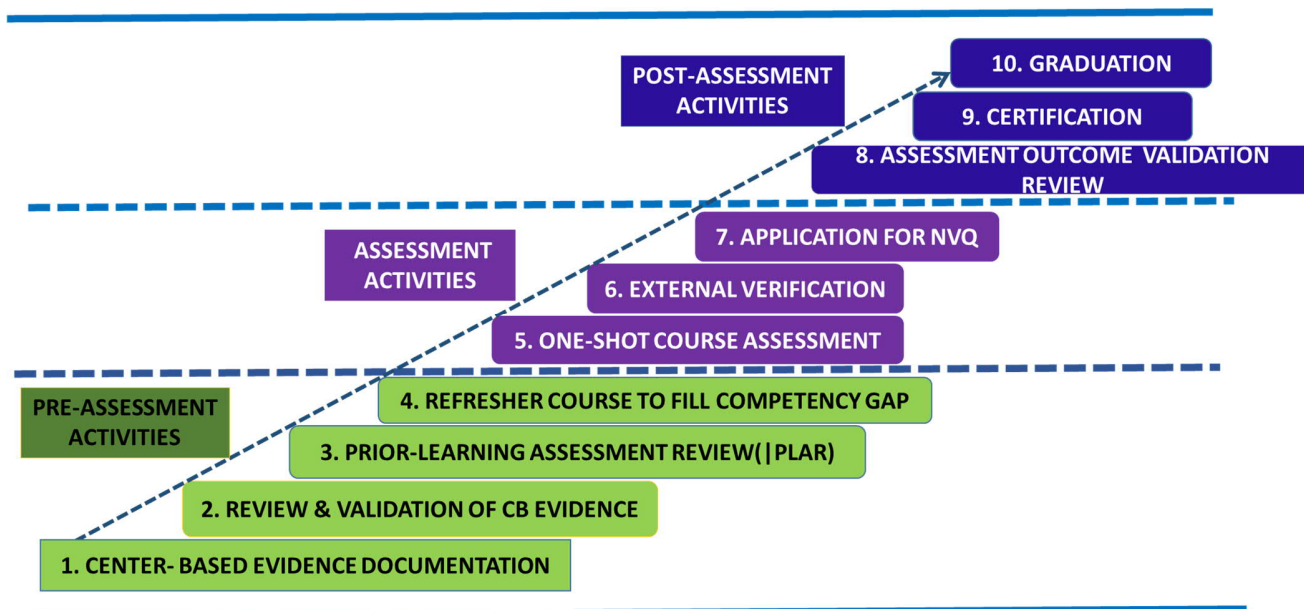 POST-ASSESSMENT
ACTIVITIES
10. GRADUATION
9. CERTIFICATION
8. ASSESSMENT OUTCOME VALIDATION
REVIEW
ASSESSMENT
ACTIVITIES
7. APPLICATION FOR NVQ
6. EXTERNAL VERIFICATION
5. ONE-SHOT COURSE ASSESSMENT
PRE-ASSESSMENT
ACTIVITIES
4. REFRESHER COURSE TO FILL COMPETENCY GAP
3. PRIOR-LEARNING ASSESSMENT REVIEW(|PLAR)
2. REVIEW & VALIDATION OF CB EVIDENCE
1. CENTER- BASED EVIDENCE DOCUMENTATION